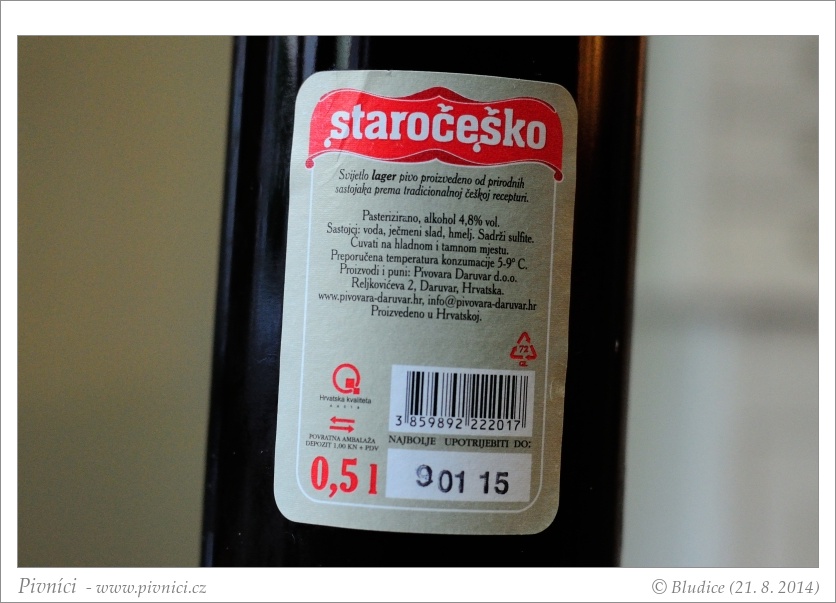 staročeško
Svijetlo lager pivo proizvedeno od prirodnih
sastojaka prema tradicionalnoj češkoj recepturi.
Pasterizirano, alkohol 4,8% vol.
Sastojci: voda, ječmeni slad, hmelj. Sadrži sulfite.
Čuvati na hladnom i tamnom mjestu.
Preporučena temperatura konzumacije 5-9° C.
Proizvodi i puni: Pivovara Daruvar d.o.o.
Reljkovićeva 2, Daruvar, Hrvatska.
www.pivovara-daruvar.hr, info@pivovara-daruvar.hr
Proizvedeno u Hrvatskoj.
72
GL
Hrvatska kvaliteta
3 859892 222017
POVRATNA AMBALAŽA
DEPOZIT 1,00 KN + PDV
NAJBOLJE UPOTRIJEBITI DO:
0,5 l
9 01 15
Pivníci - www.pivnici.cz
© Bludice (21. 8. 2014)